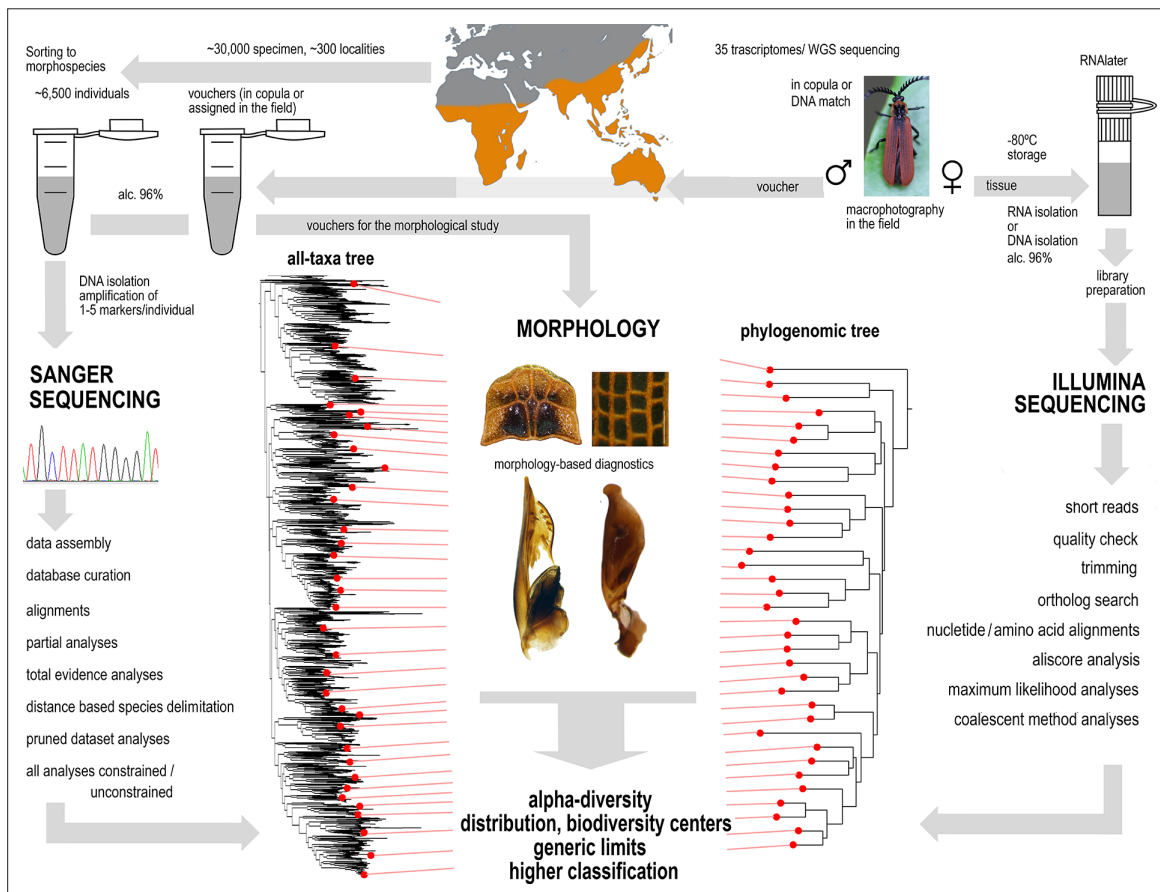 ~30,000 specimen, ~300 localities
Sorting to
morphospecies
~6,500 individuals
vouchers (in copula or
assigned in the field)
35 trascriptomes/ WGS sequencing
in copula or
DNA match
RNAlater
-80ºC
storage
alc. 96%
voucher
♂
♀
tissue
macrophotography
in the field
RNA isolation
or
DNA isolation
alc. 96%
vouchers for the morphological study
library
preparation
DNA isolation
amplification of
1-5 markers/individual
all-taxa tree
MORPHOLOGY
phylogenomic tree
SANGER
SEQUENCING
ILLUMINA
SEQUENCING
morphology-based diagnostics
data assembly
database curation
alignments
partial analyses
total evidence analyses
distance based species delimitation
pruned dataset analyses
all analyses constrained /
unconstrained
short reads
quality check
trimming
ortholog search
nucletide / amino acid alignments
aliscore analysis
maximum likelihood analyses
coalescent method analyses
alpha-diversity
distribution, biodiversity centers
generic limits
higher classification